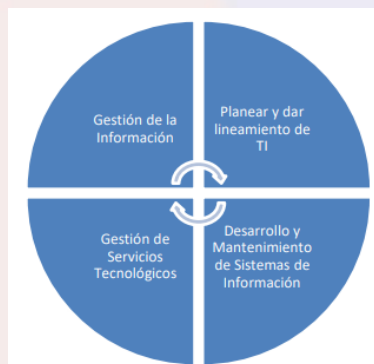 Gestión de la
Información
Planear y dar
lineamiento de
TI
Gestión de
Servicios
Tecnológicos
Desarrollo y
Mantenimiento
de Sistemas de
Información